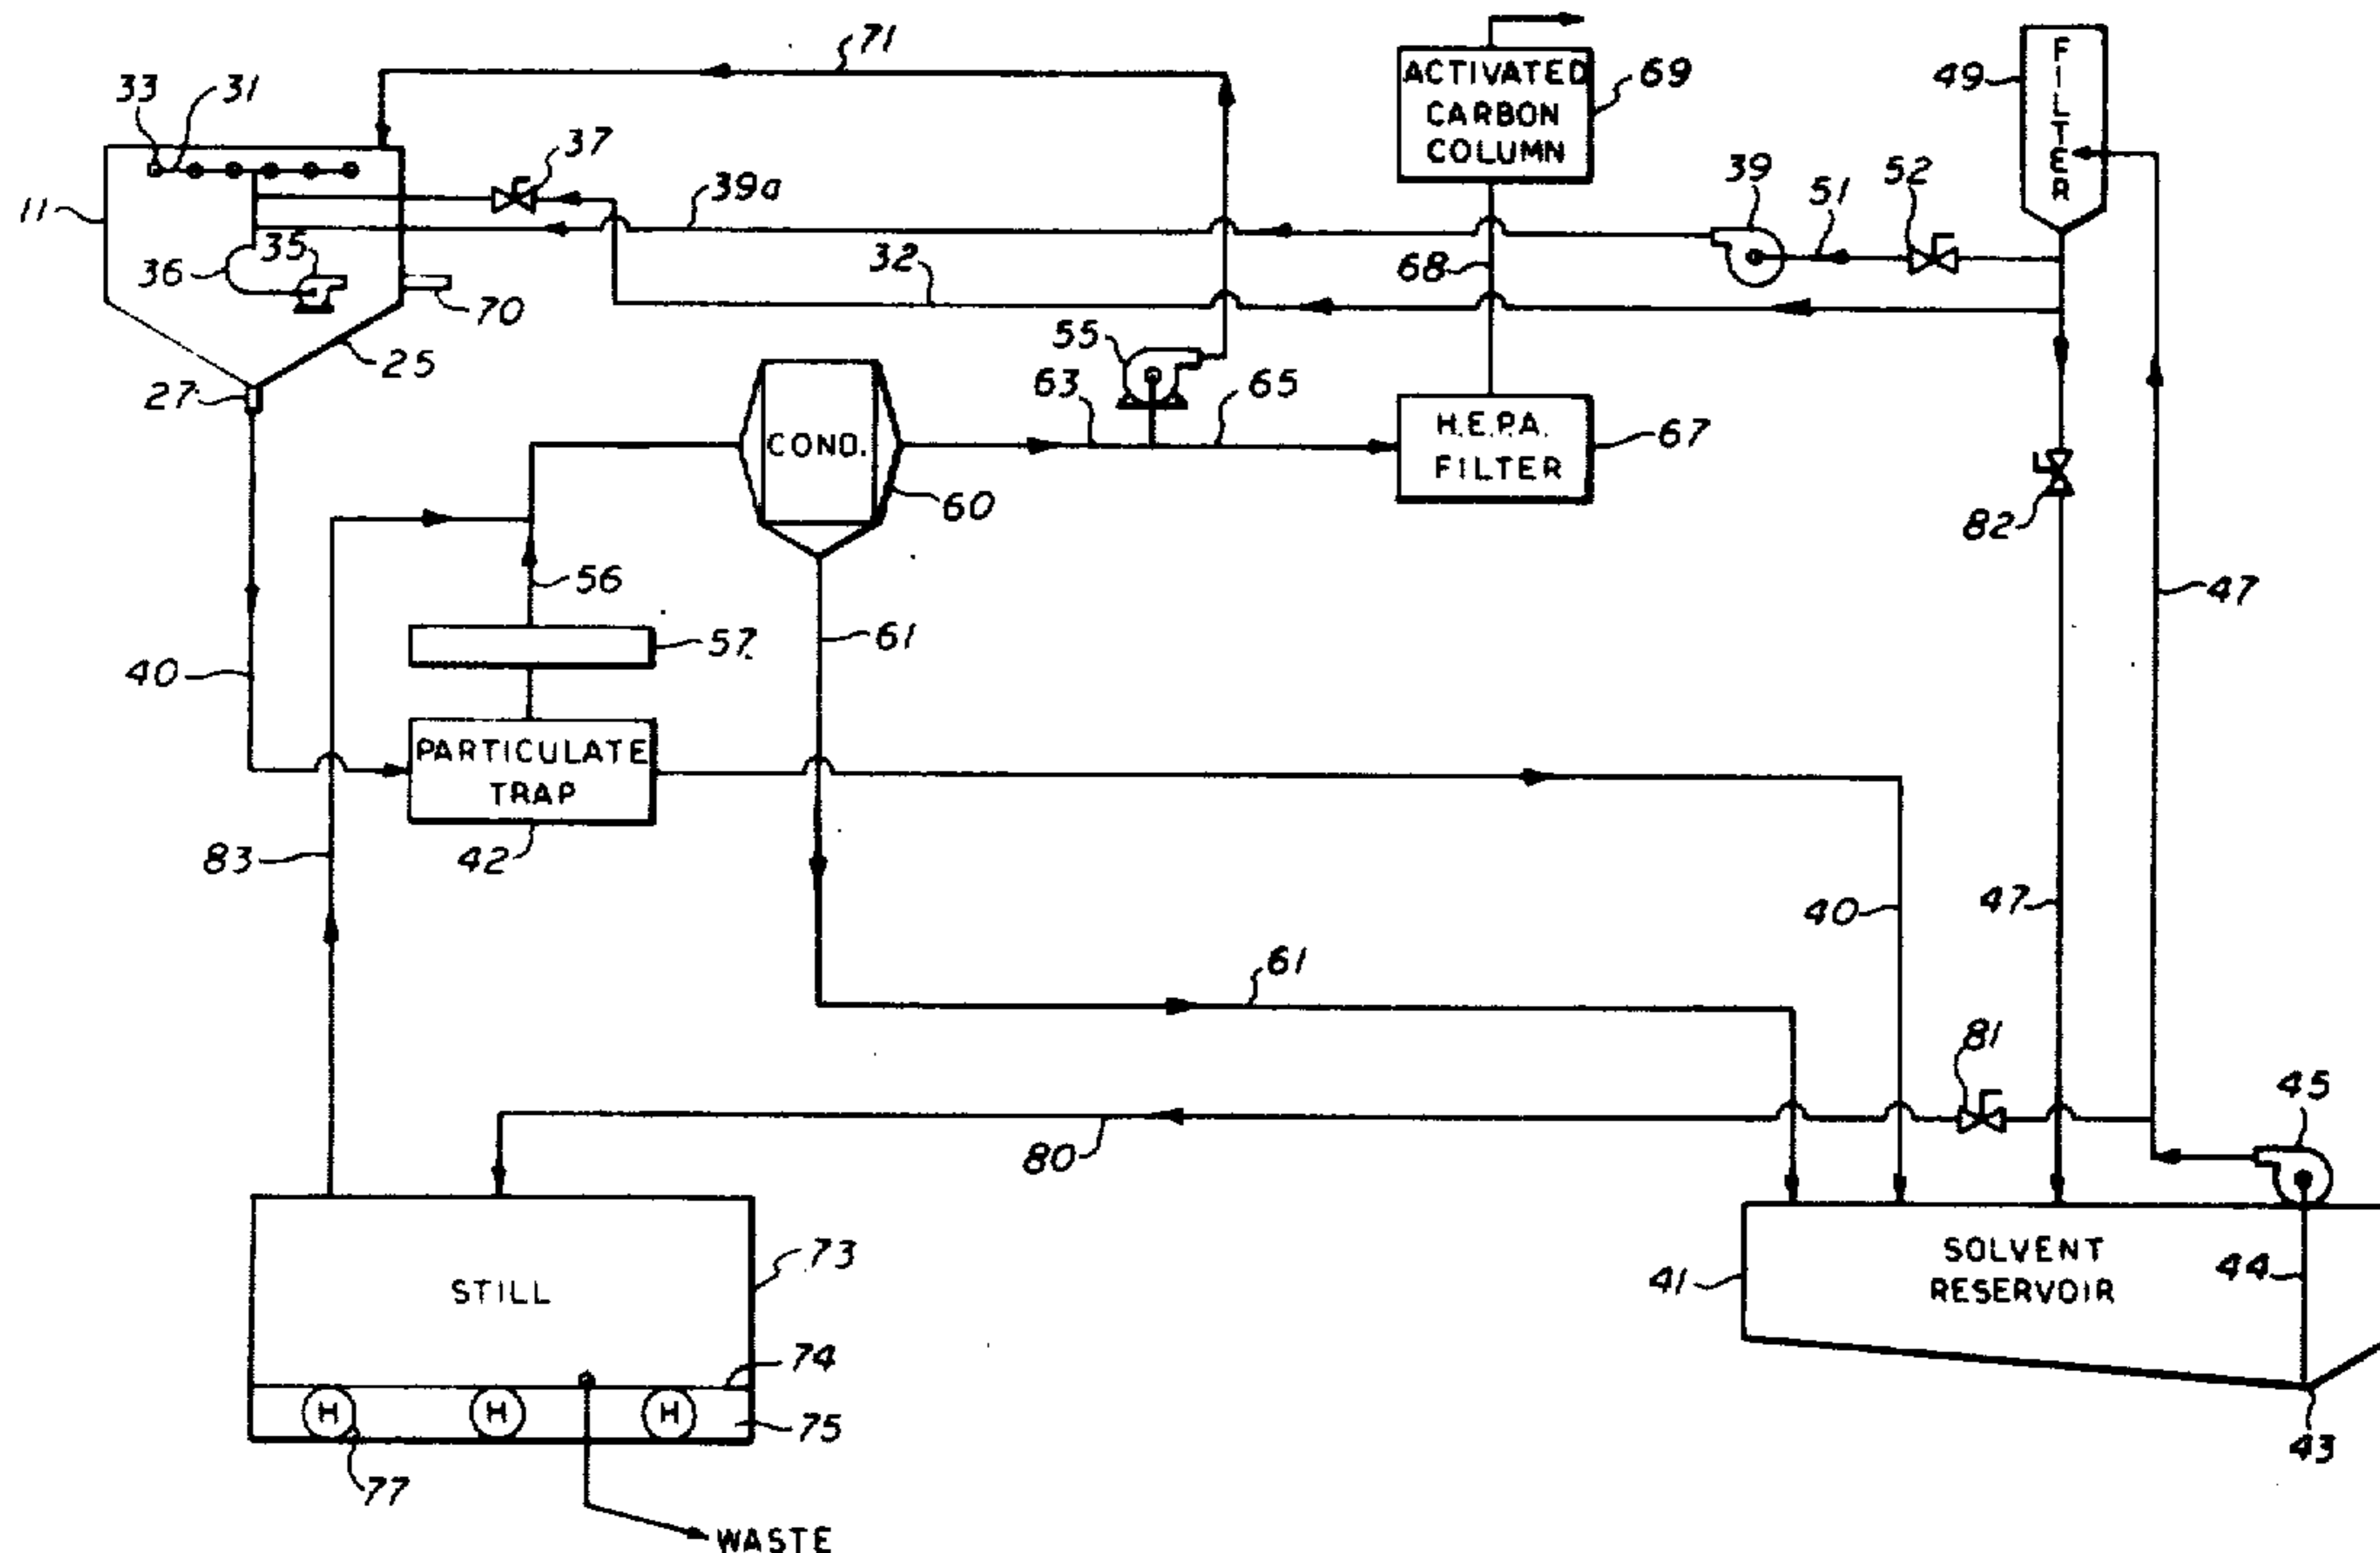 71
ACTIVATED
CARBON
COLUMN
69
49
FILTER
33
31
37
39a
39
51
52
11
36
35
32
68
70
25
55
27
63
65
COND.
H.E.P.A.
FILTER
67
60
82
56
47
57
61
40
PARTICULATE
TRAP
83
42
40
47
61
81
45
80
73
STILL
SOLVENT
RESERVOIR
41
44
74
H
H
H
75
43
77
WASTE